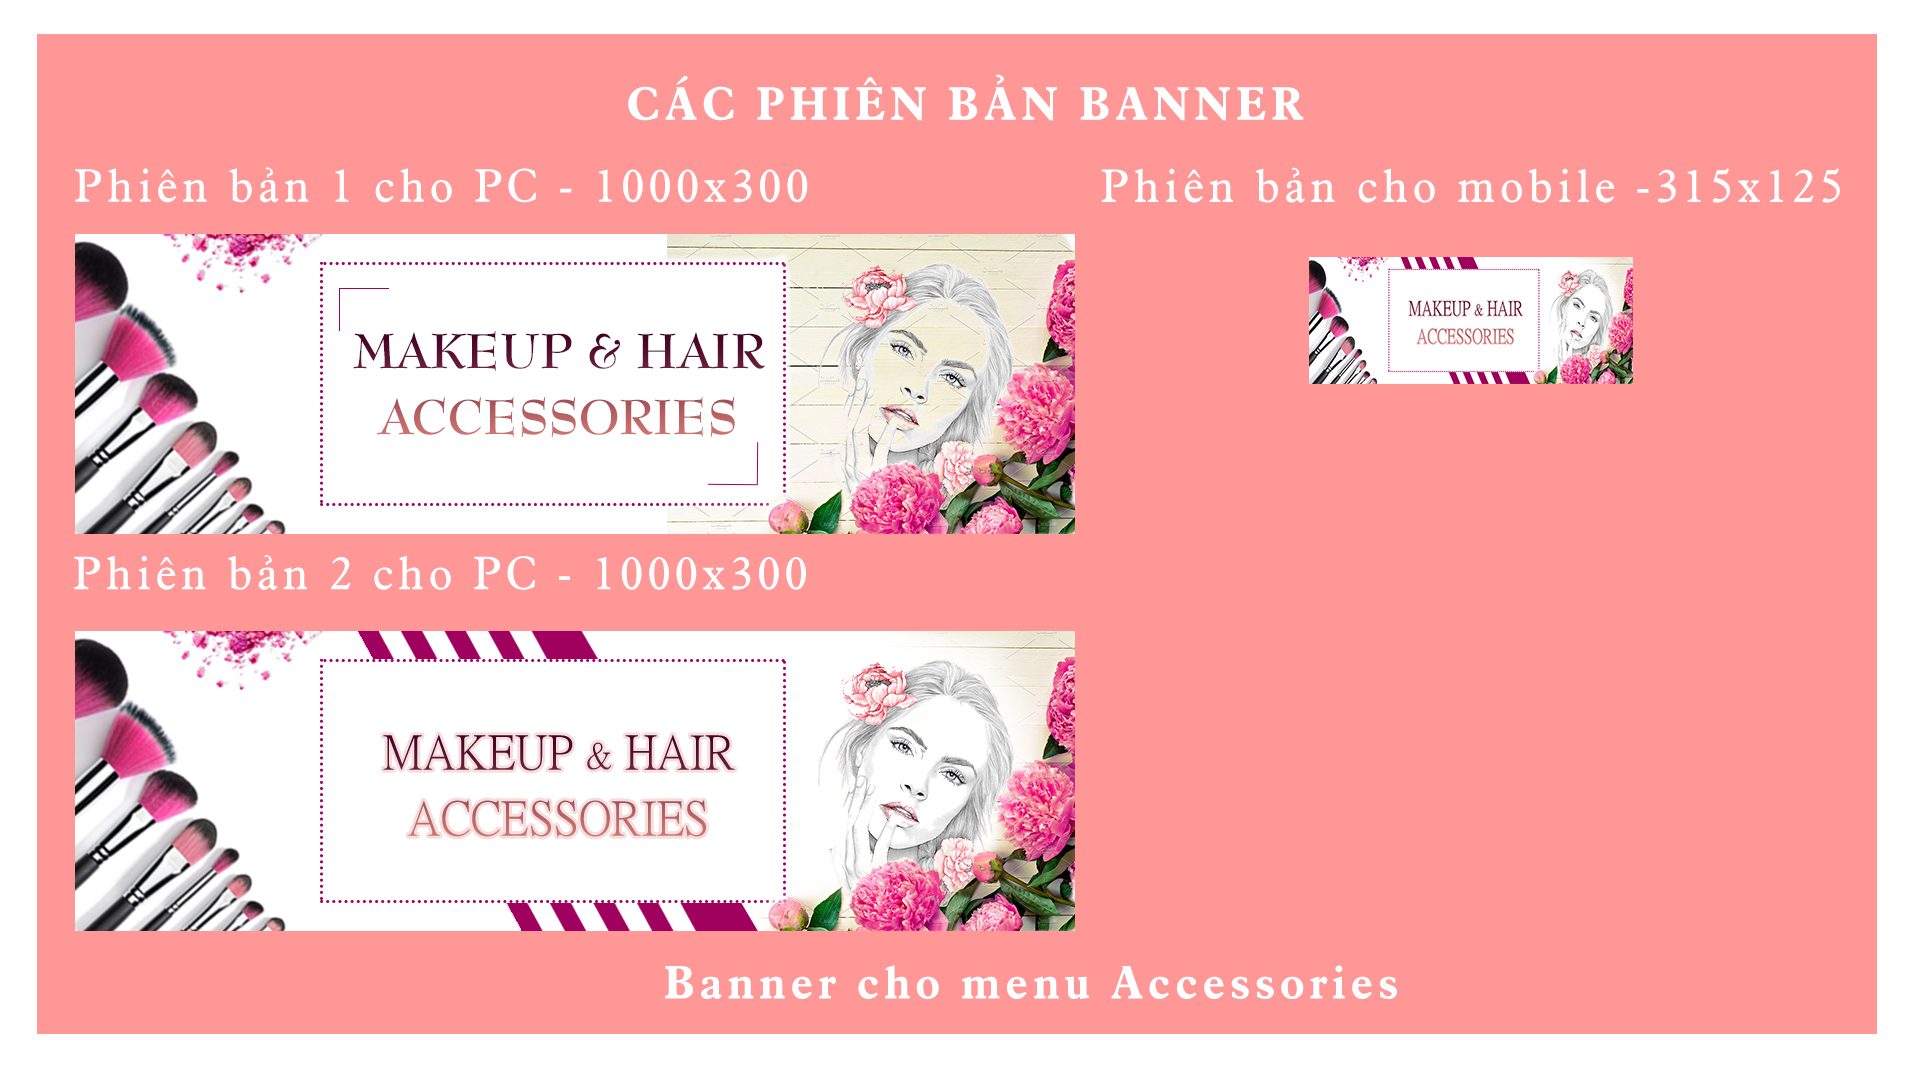 CÁC PHIÊN BẢN BANNER
Phiên bản 1 cho PC - 1000x300
MAKEUP & HAIR
ACCESSORIES
Phiên bản cho mobile -315x125
MAKEUP & HAIR
ACCESSORIES
Phiên bản 2 cho PC - 1000x300
MAKEUP & HAIR
ACCESSORIES
Banner cho menu Accessories